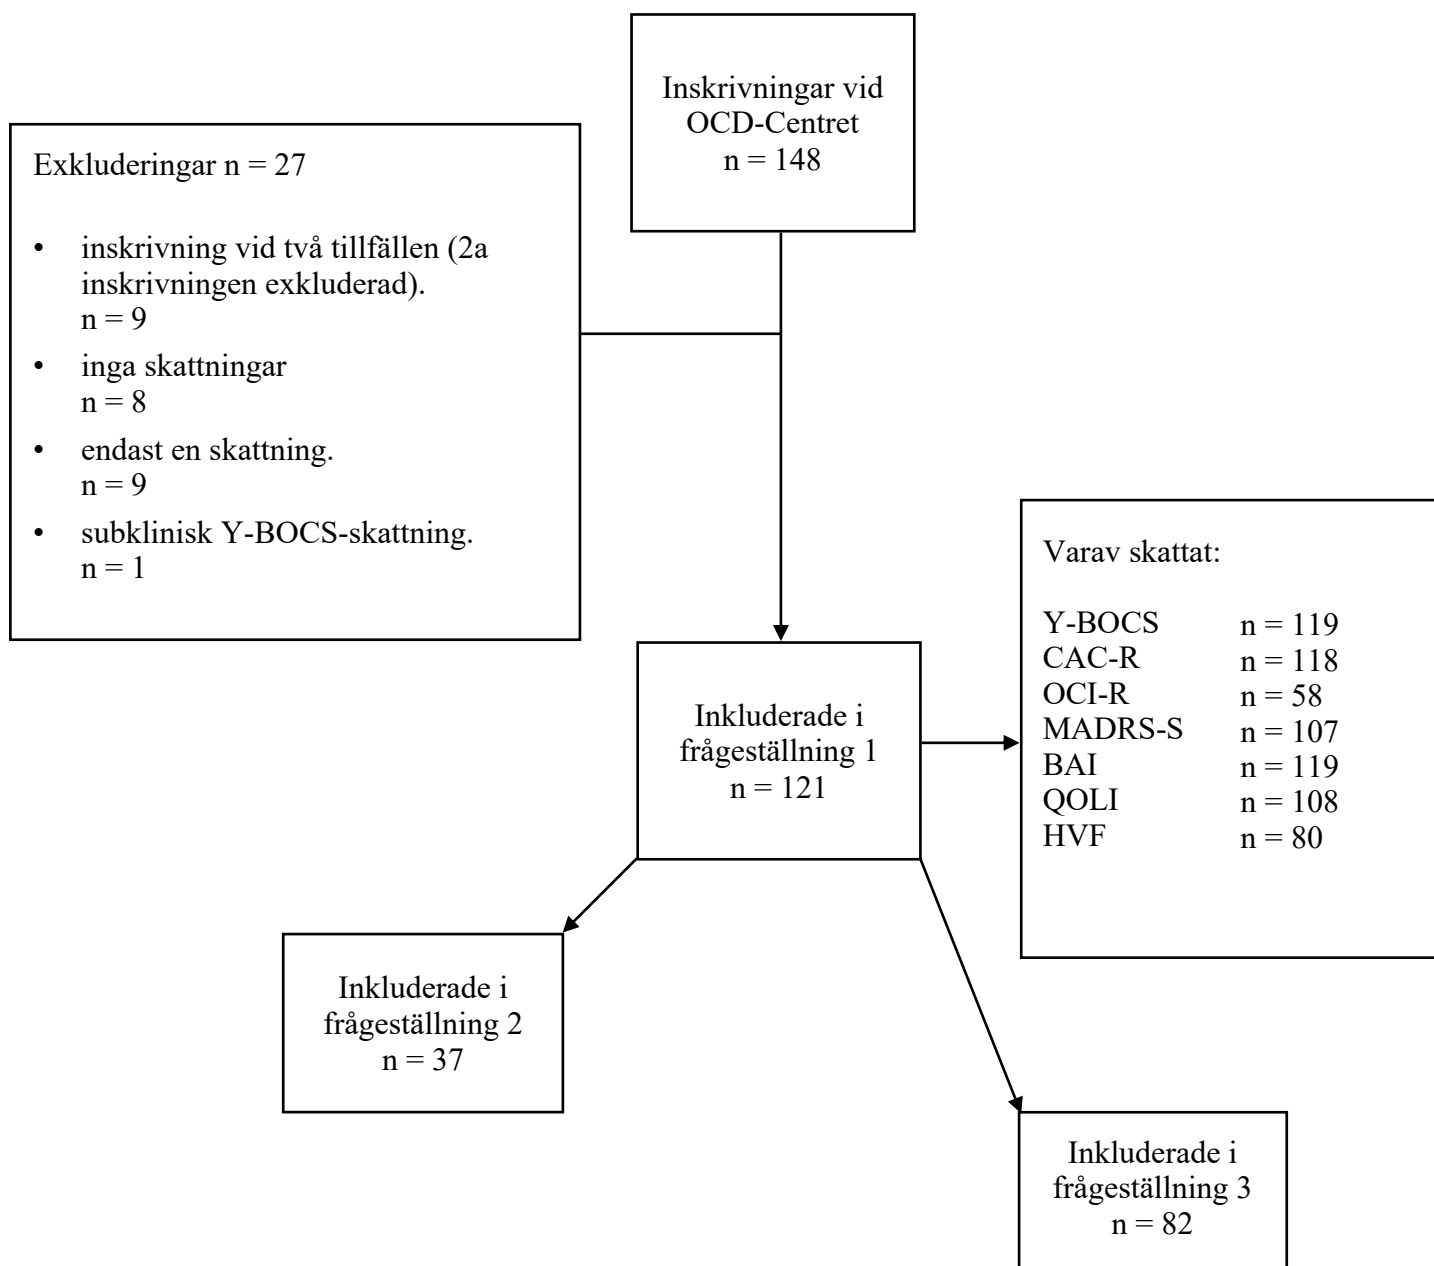 Inskrivningar vid
OCD-Centret
n = 148
Exkluderingar n = 27
• inskrivning vid två tillfällen (2a
inskrivningen exkluderad).
n = 9
• inga skattningar
n = 8
• endast en skattning.
n = 9
• subklinisk Y-BOCS-skattning.
n = 1
Inkluderade i
frågeställning 1
n = 121
Varav skattat:
Y-BOCS n = 119
CAC-R n = 118
OCI-R n = 58
MADRS-S n = 107
BAI n = 119
QOLI n = 108
HVF n = 80
Inkluderade i
frågeställning 2
n = 37
Inkluderade i
frågeställning 3
n = 82